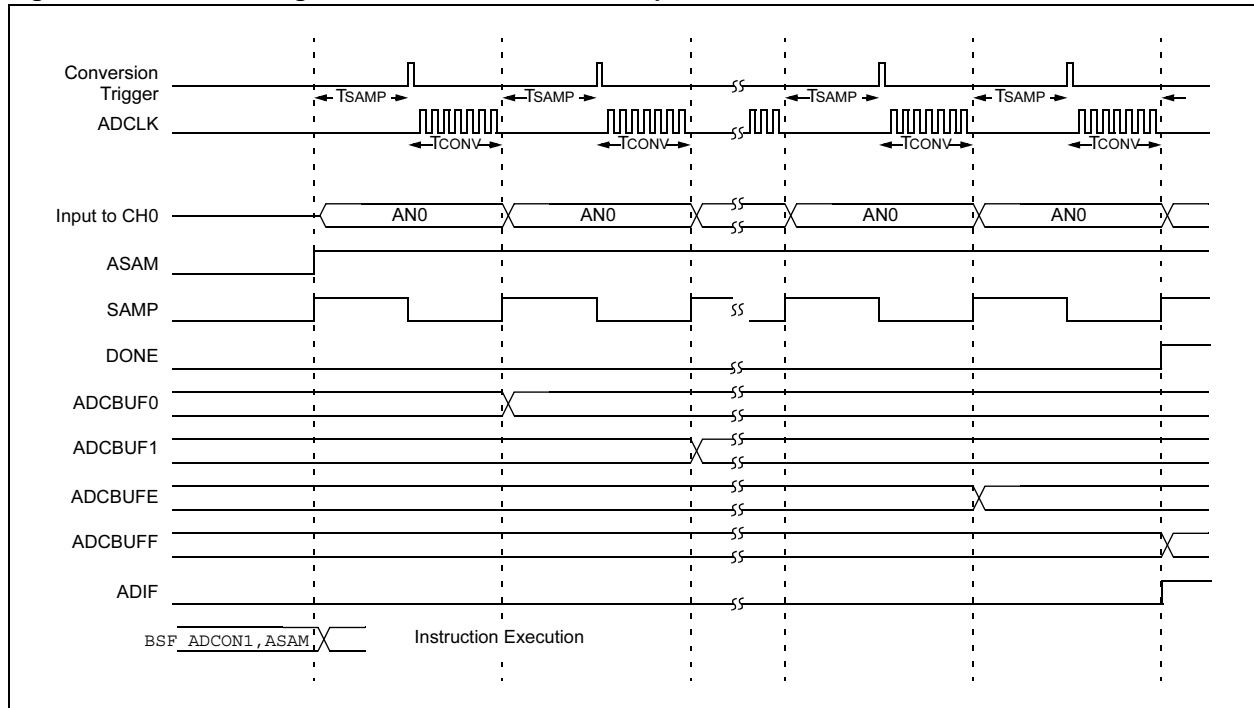 Conversion
Trigger
TSAMP TSAMP TSAMP TSAMP
ADCLK
TCONV TCONV TCONV TCONV
Input to CH0 AN0 AN0 AN0 AN0
ASAM
SAMP
DONE
ADCBUF0
ADCBUF1
ADCBUFE
ADCBUFF
ADIF
BSF ADCON1,ASAM Instruction Execution